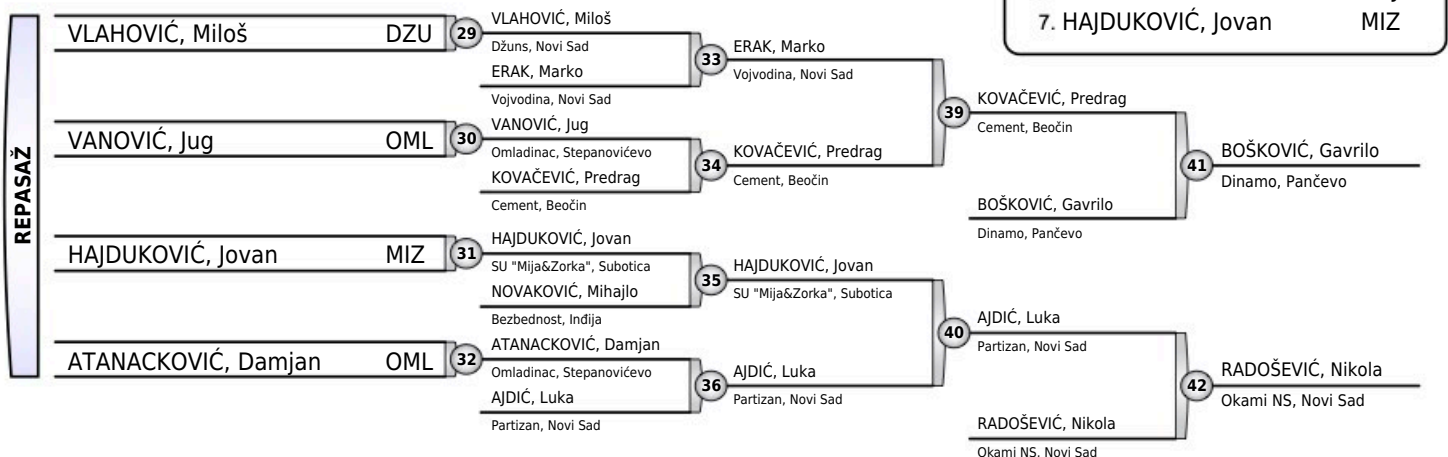 7. HAJDUKOVIĆ, Jovan MIZ
REPASAŽ
VLAHOVIĆ, Miloš DZU
VANOVIĆ, Jug OML
HAJDUKOVIĆ, Jovan MIZ
ATANACKOVIĆ, Damjan OML
29
VLAHOVIĆ, Miloš
Džuns, Novi Sad
ERAK, Marko
Vojvodina, Novi Sad
30
VANOVIĆ, Jug
Omladinac, Stepanovićevo
KOVAČEVIĆ, Predrag
Cement, Beočin
31
HAJDUKOVIĆ, Jovan
SU "Mija&Zorka", Subotica
NOVAKOVIĆ, Mihajlo
Bezbednost, Inđija
32
ATANACKOVIĆ, Damjan
Omladinac, Stepanovićevo
AJDIĆ, Luka
Partizan, Novi Sad
33
ERAK, Marko
Vojvodina, Novi Sad
34
KOVAČEVIĆ, Predrag
Cement, Beočin
35
HAJDUKOVIĆ, Jovan
SU "Mija&Zorka", Subotica
36
AJDIĆ, Luka
Partizan, Novi Sad
39
KOVAČEVIĆ, Predrag
Cement, Beočin
BOŠKOVIĆ, Gavrilo
Dinamo, Pančevo
40
AJDIĆ, Luka
Partizan, Novi Sad
RADOŠEVIĆ, Nikola
Okami NS, Novi Sad
41
BOŠKOVIĆ, Gavrilo
Dinamo, Pančevo
42
RADOŠEVIĆ, Nikola
Okami NS, Novi Sad